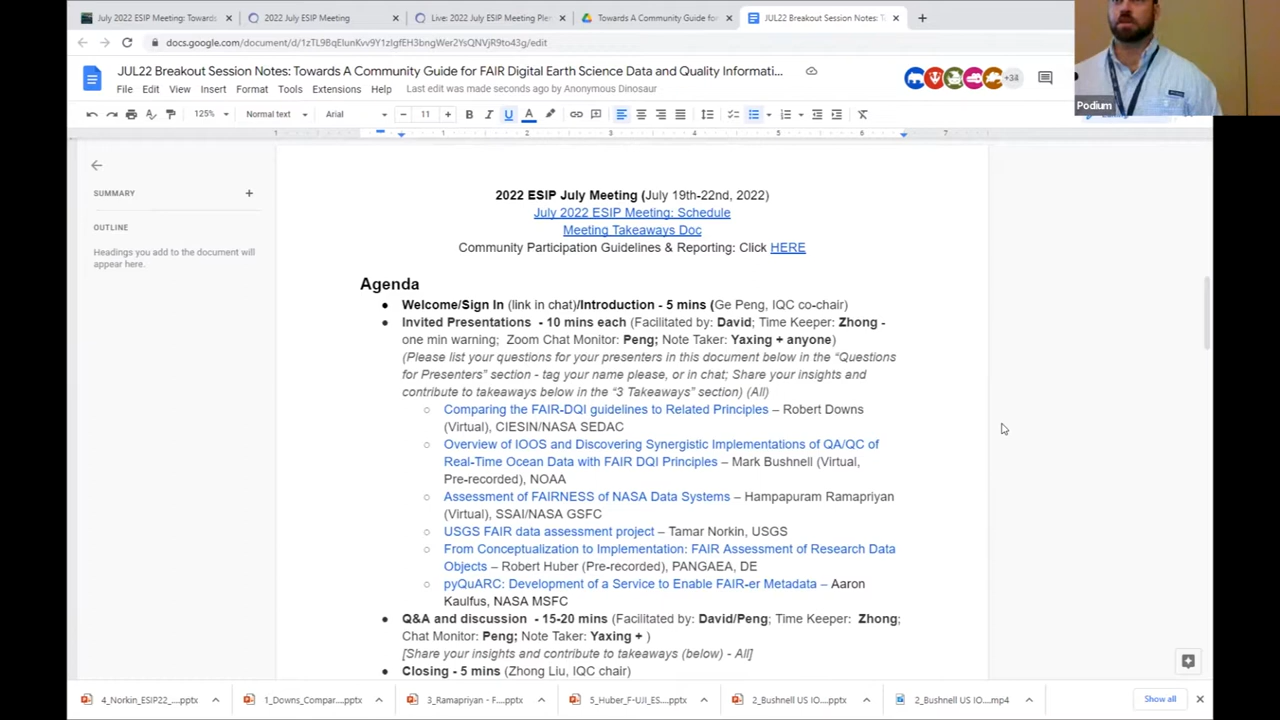 July 2022 ESIP Meeting: Towards
2022 July ESIP Meeting
Live: 2022 July ESIP Meeting Ple
Towards A Community Guide for
JUL22 Breakout Session Notes: T
docs.google.com/document/d/1zTL9BqElunKvv9Y1zIgfEH3bngWer2YsQNVjR9to43g/edit
JUL22 Breakout Session Notes: Towards A Community Guide for FAIR Digital Earth Science Data and Quality Informati...
+34
Podium
File Edit View Insert Format Tools Extensions Help Last edit was made seconds ago by Anonymous Dinosaur
125% Normal text Arial 11 B I U A
1 1 2 3 4 5 6 7
SUMMARY
OUTLINE
Headings you add to the document will
appear here.
2022 ESIP July Meeting (July 19th-22nd, 2022)
July 2022 ESIP Meeting: Schedule
Meeting Takeaways Doc
Community Participation Guidelines & Reporting: Click HERE
Agenda
● Welcome/Sign In (link in chat)/Introduction - 5 mins (Ge Peng, IQC co-chair)
● Invited Presentations - 10 mins each (Facilitated by: David; Time Keeper: Zhong -
one min warning; Zoom Chat Monitor: Peng; Note Taker: Yaxing + anyone)
(Please list your questions for your presenters in this document below in the “Questions
for Presenters” section - tag your name please, or in chat; Share your insights and
contribute to takeaways below in the “3 Takeaways” section) (All)
○ Comparing the FAIR-DQI guidelines to Related Principles – Robert Downs
(Virtual), CIESIN/NASA SEDAC
○ Overview of IOOS and Discovering Synergistic Implementations of QA/QC of
Real-Time Ocean Data with FAIR DQI Principles – Mark Bushnell (Virtual,
Pre-recorded), NOAA
○ Assessment of FAIRNESS of NASA Data Systems – Hampapuram Ramapriyan
(Virtual), SSAI/NASA GSFC
○ USGS FAIR data assessment project – Tamar Norkin, USGS
○ From Conceptualization to Implementation: FAIR Assessment of Research Data
Objects – Robert Huber (Pre-recorded), PANGAEA, DE
○ pyQuARC: Development of a Service to Enable FAIR-er Metadata – Aaron
Kaulfus, NASA MSFC
● Q&A and discussion - 15-20 mins (Facilitated by: David/Peng; Time Keeper: Zhong;
Chat Monitor: Peng; Note Taker: Yaxing + )
[Share your insights and contribute to takeaways (below) - All]
● Closing - 5 mins (Zhong Liu, IQC chair)
4_Norkin_ESIP22_....pptx
1_Downs_Compar....pptx
3_Ramapriyan - F....pptx
5_Huber_F-UJI_ES....pptx
2_Bushnell US IO....pptx
2_Bushnell US IO....mp4
Show all